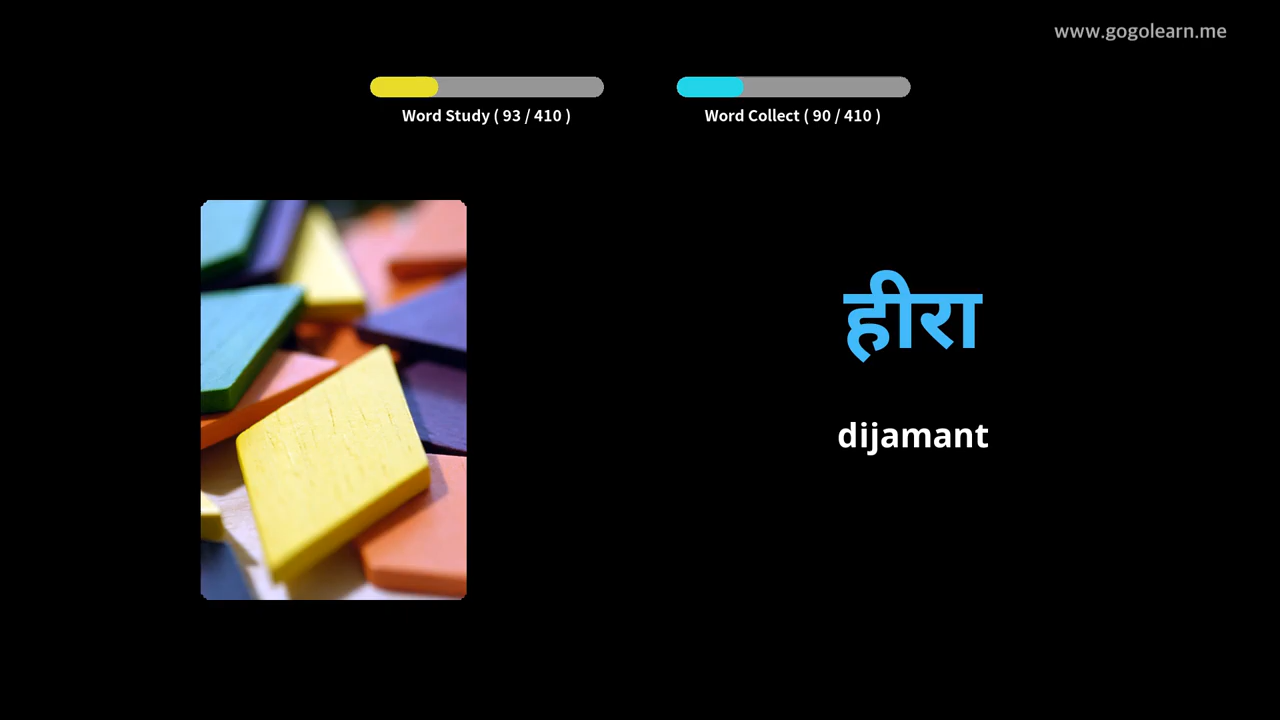 www.gogolearn.me
Word Study ( 93 / 410 )
Word Collect ( 90 / 410 )
हीरा
dijamant